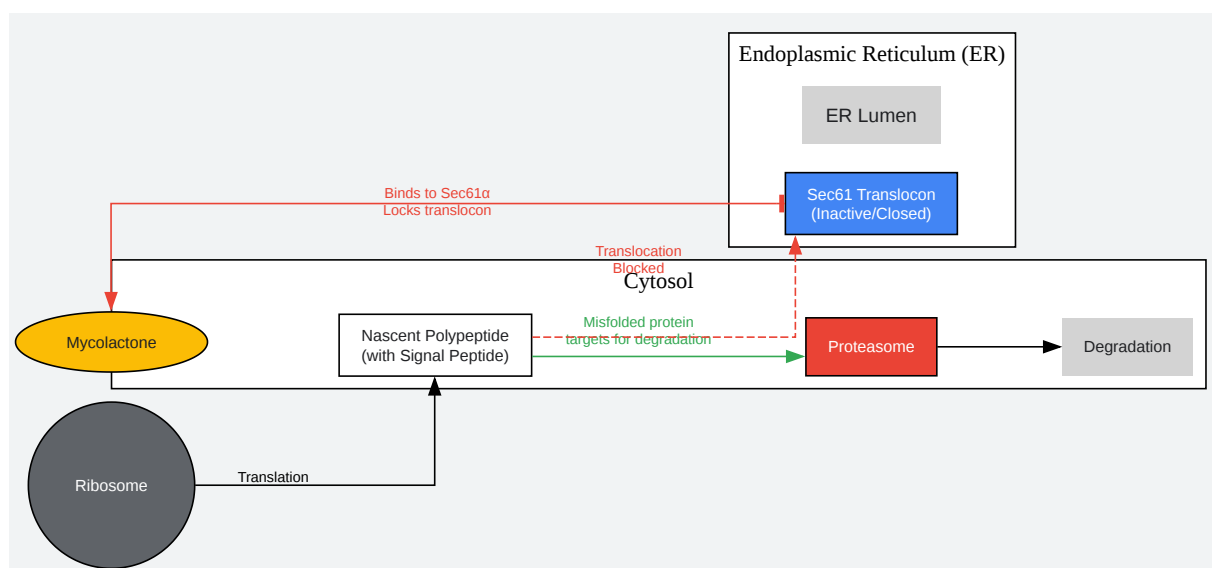 Endoplasmic Reticulum (ER)
ER Lumen
Sec61 Translocon
(Inactive/Closed)
Binds to Sec61α
Locks translocon
Translocation
Blocked
Cytosol
Mycolactone
Nascent Polypeptide
(with Signal Peptide)
Misfolded protein
targets for degradation
Proteasome
Degradation
Ribosome
Translation